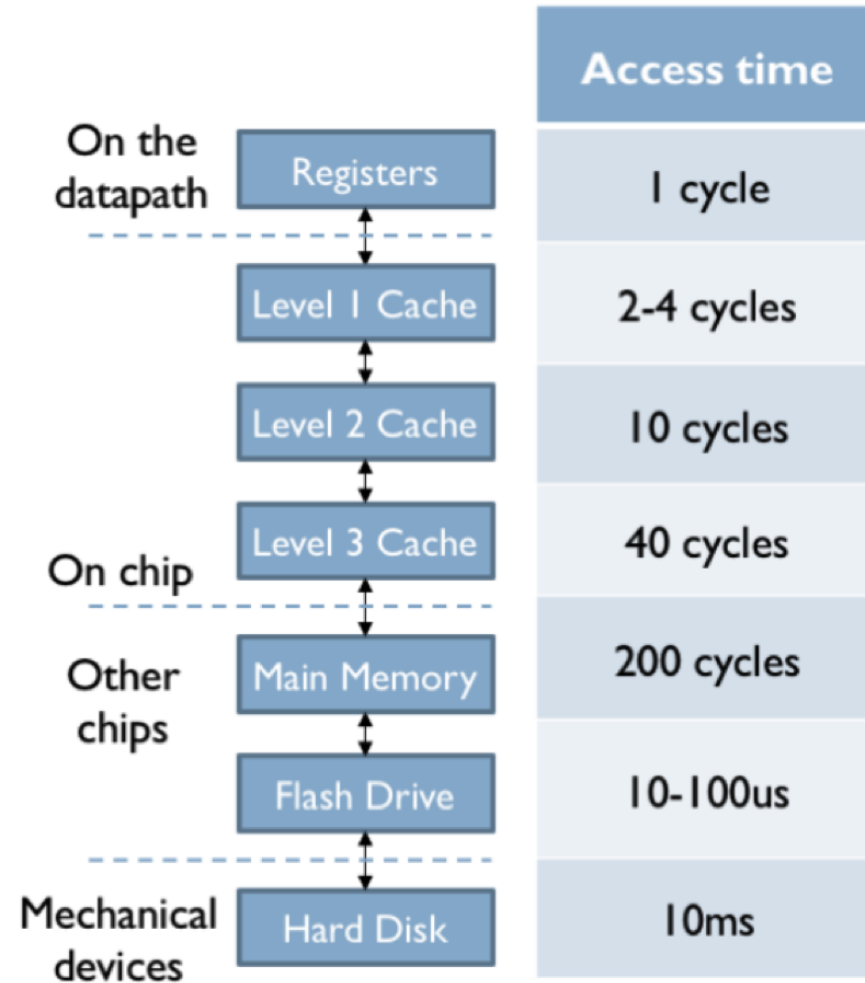 Access time
On the
datapath
Registers
1 cycle
Level 1 Cache
2-4 cycles
Level 2 Cache
10 cycles
Level 3 Cache
40 cycles
On chip
Other
chips
Main Memory
200 cycles
Flash Drive
10-100us
Mechanical
devices
Hard Disk
10ms